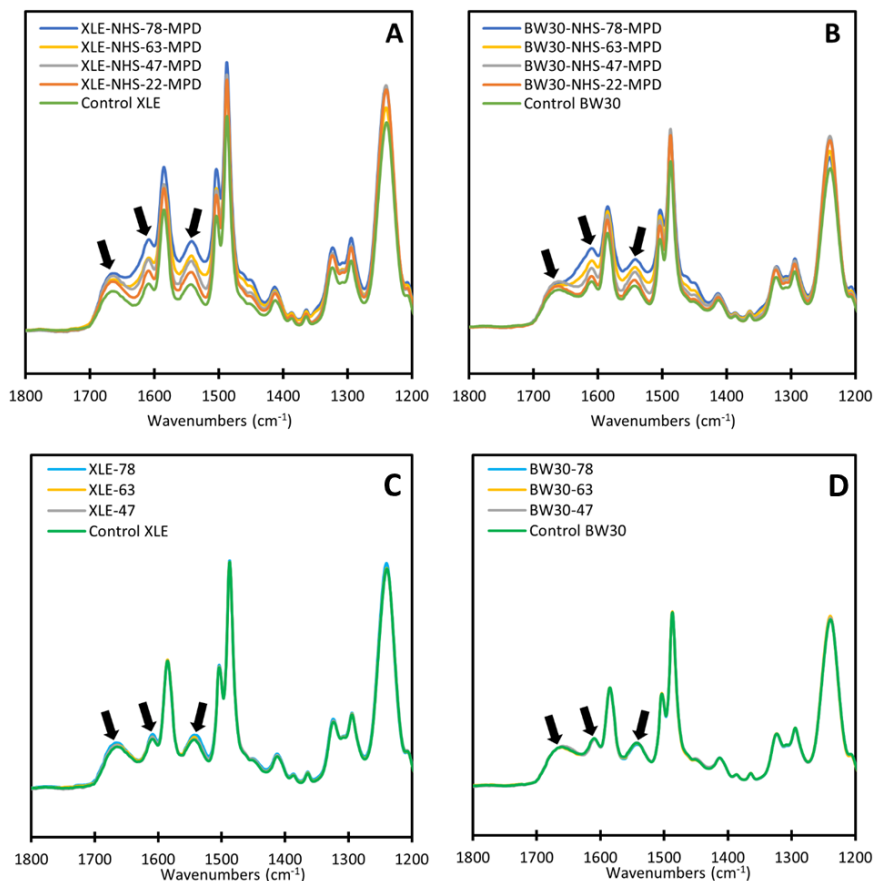 XLE-NHS-78-MPD
XLE-NHS-63-MPD
XLE-NHS-47-MPD
XLE-NHS-22-MPD
Control XLE
A
1800 1700 1600 1500 1400 1300 1200
Wavenumbers (cm⁻¹)
BW30-NHS-78-MPD
BW30-NHS-63-MPD
BW30-NHS-47-MPD
BW30-NHS-22-MPD
Control BW30
B
1800 1700 1600 1500 1400 1300 1200
Wavenumbers (cm⁻¹)
XLE-78
XLE-63
XLE-47
Control XLE
C
1800 1700 1600 1500 1400 1300 1200
Wavenumbers (cm⁻¹)
BW30-78
BW30-63
BW30-47
Control BW30
D
1800 1700 1600 1500 1400 1300 1200
Wavenumbers (cm⁻¹)